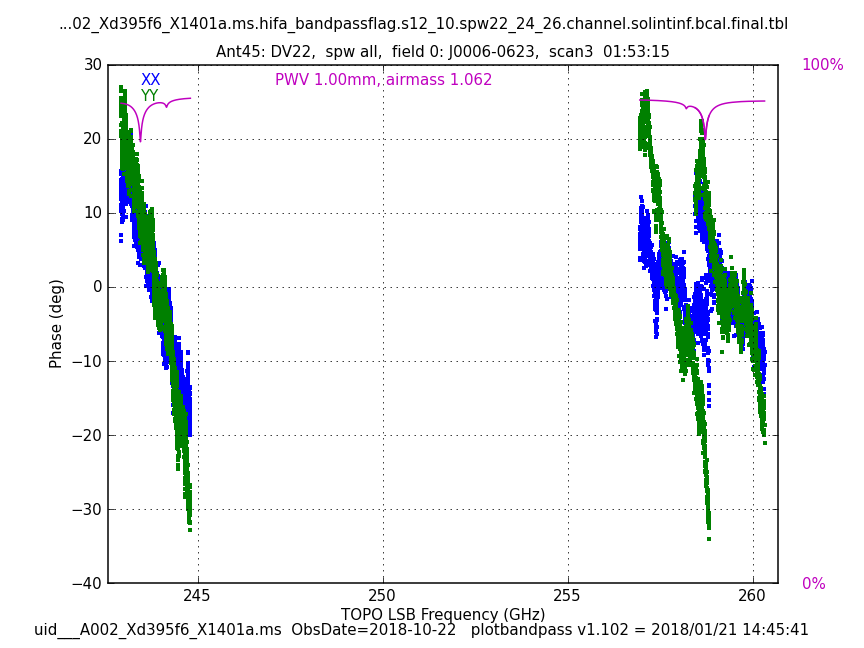 ...02_Xd395f6_X1401a.ms.hifa_bandpassflag.s12_10.spw22_24_26.channel.solintinf.bcal.final.tbl
Ant45: DV22,  spw all,  field 0: J0006-0623,  scan3  01:53:15
XX
YY
PWV 1.00mm, airmass 1.062
100%
0%
30
20
10
0
−10
−20
−30
−40
Phase (deg)
245
250
255
260
TOPO LSB Frequency (GHz)
uid___A002_Xd395f6_X1401a.ms  ObsDate=2018-10-22   plotbandpass v1.102 = 2018/01/21 14:45:41